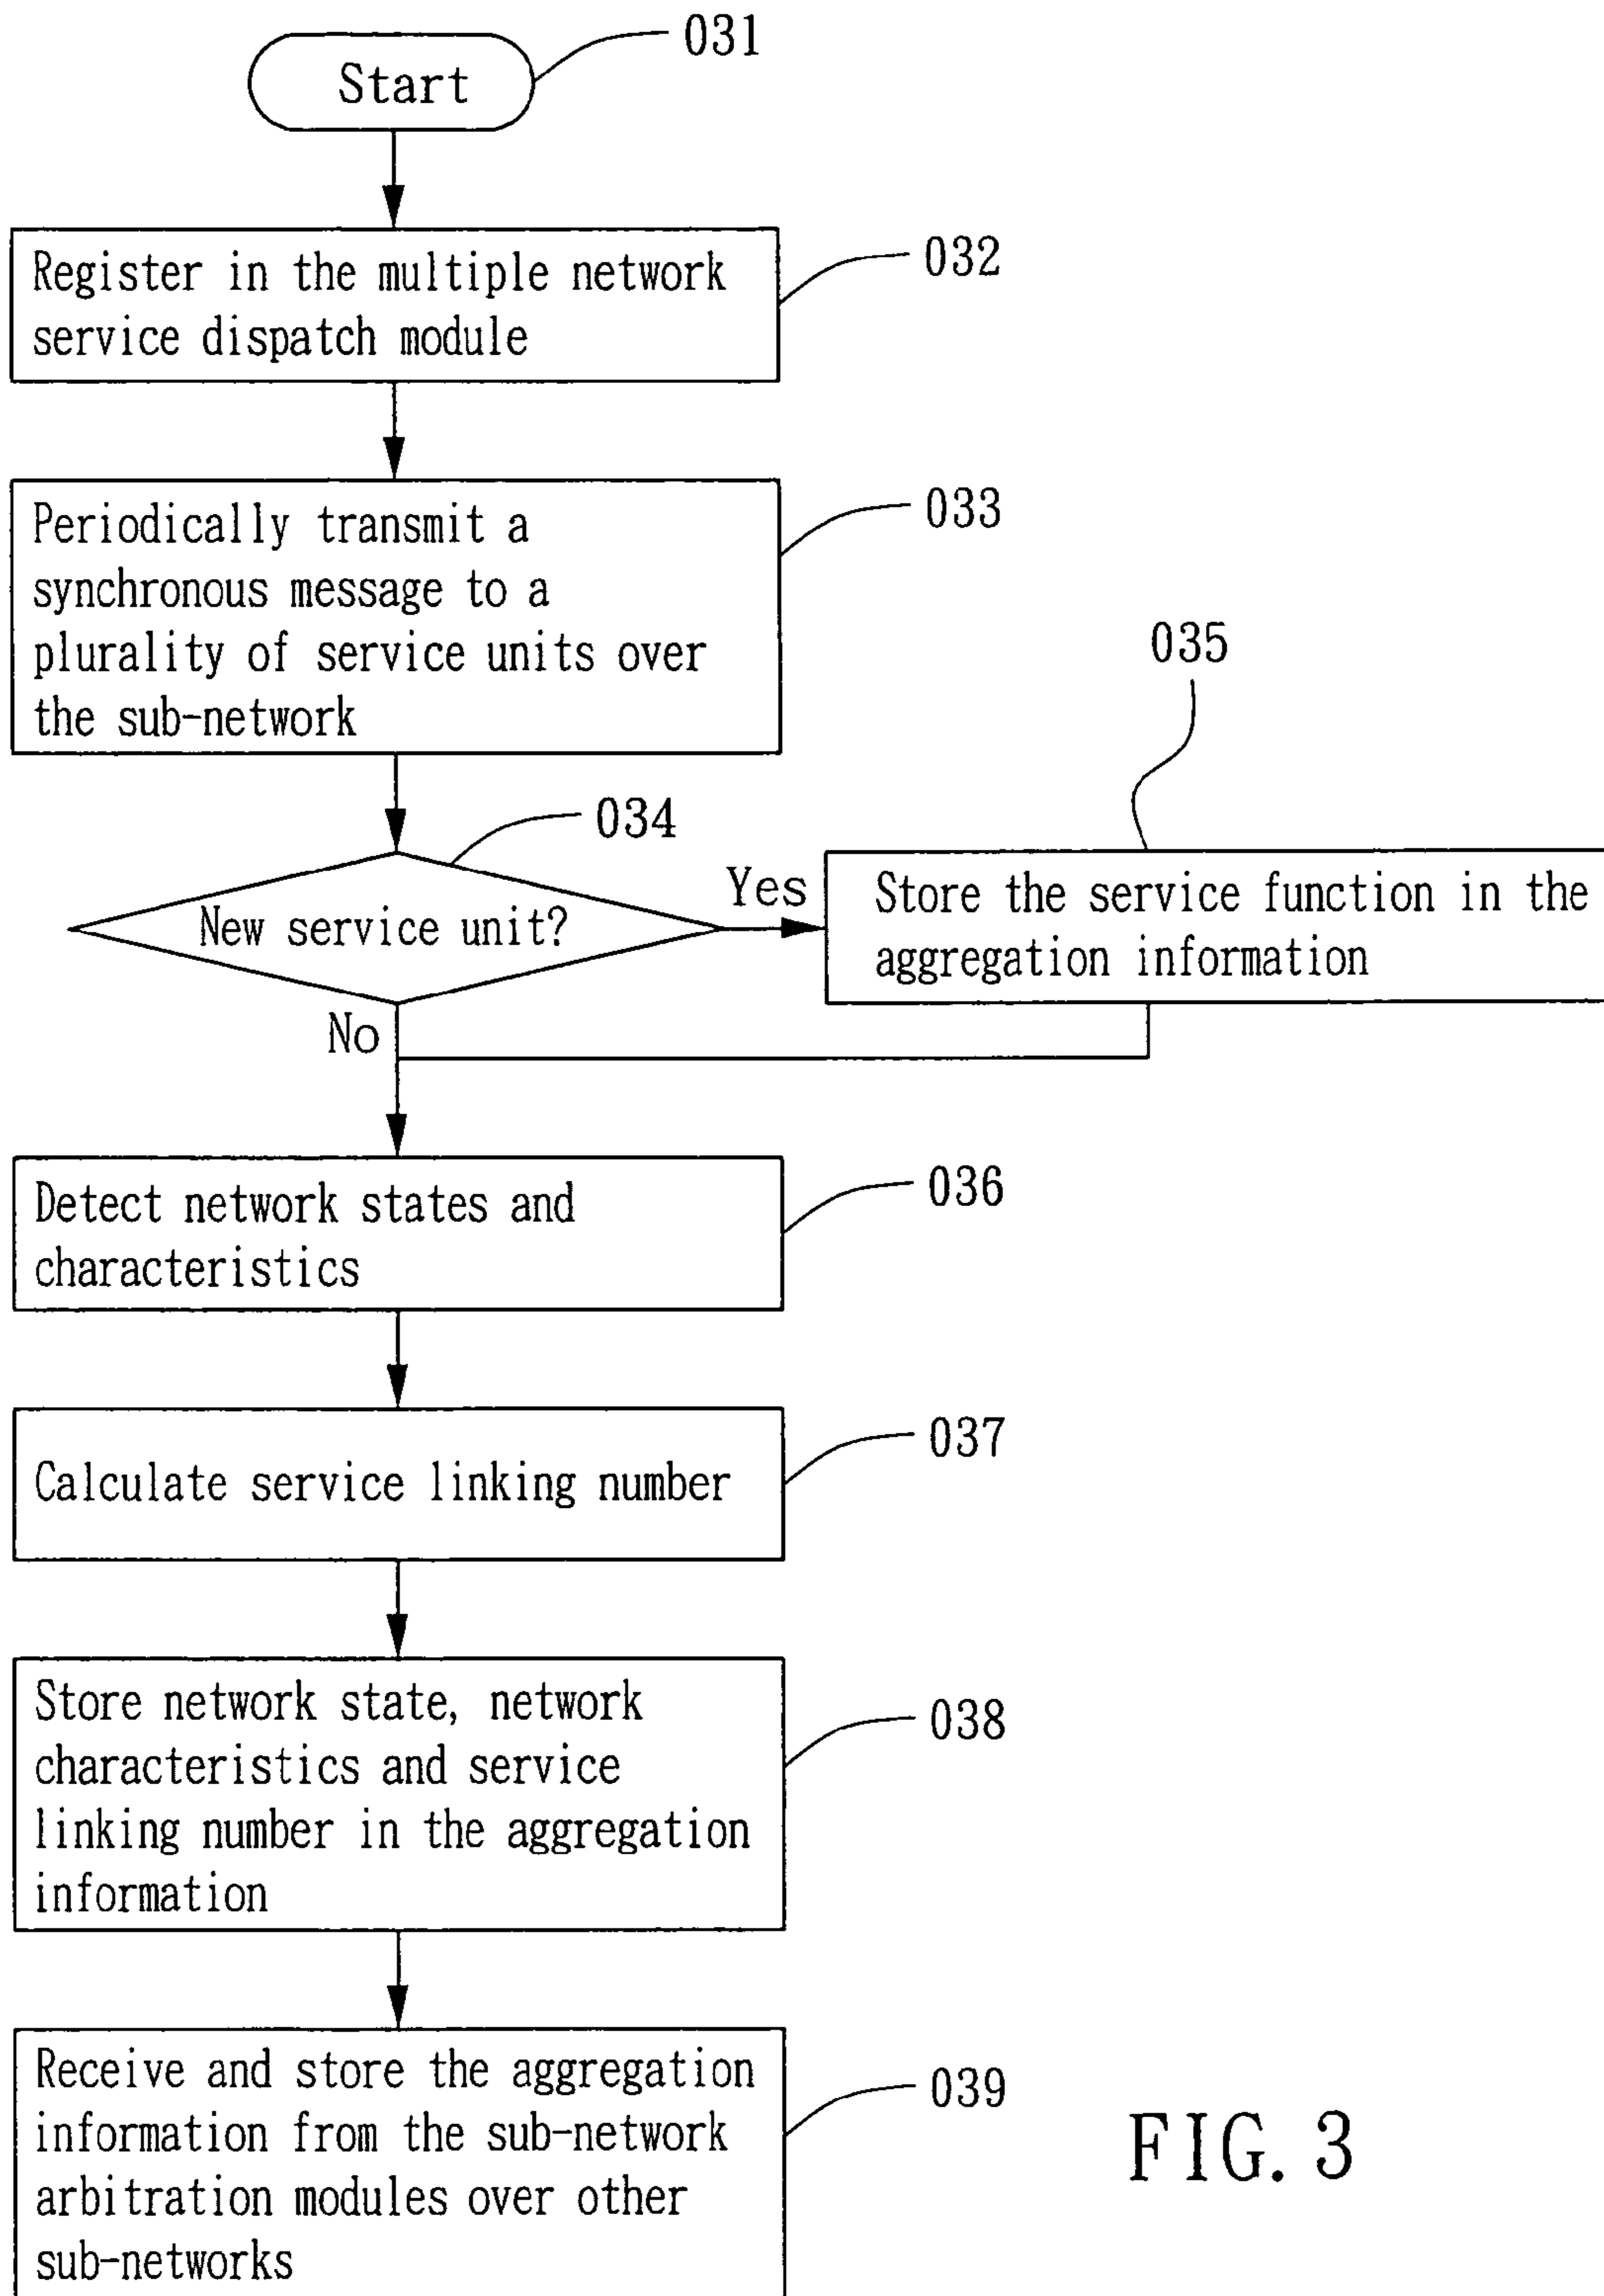 031
Start
032
Register in the multiple network
service dispatch module
033
Periodically transmit a
synchronous message to a
plurality of service units over
the sub-network
034
New service unit?
Yes
035
Store the service function in the
aggregation information
No
036
Detect network states and
characteristics
037
Calculate service linking number
038
Store network state, network
characteristics and service
linking number in the aggregation
information
039
Receive and store the aggregation
information from the sub-network
arbitration modules over other
sub-networks
FIG. 3